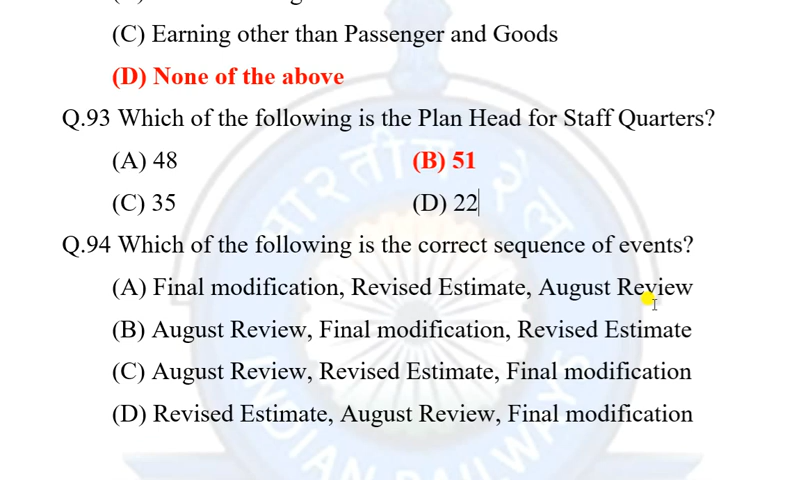 (C) Earning other than Passenger and Goods
(D) None of the above
Q.93 Which of the following is the Plan Head for Staff Quarters?
(A) 48 (B) 51
(C) 35 (D) 22
Q.94 Which of the following is the correct sequence of events?
(A) Final modification, Revised Estimate, August Review
(B) August Review, Final modification, Revised Estimate
(C) August Review, Revised Estimate, Final modification
(D) Revised Estimate, August Review, Final modification
भारतीय रेल
INDIAN RAILWAYS